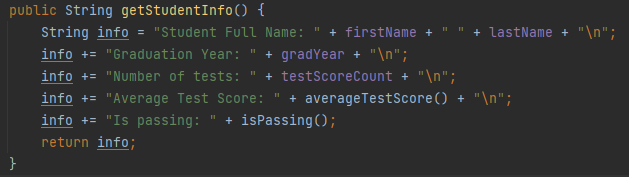 public String getStudentInfo() {
    String info = "Student Full Name: " + firstName + " " + lastName + "\n";
    info += "Graduation Year: " + gradYear + "\n";
    info += "Number of tests: " + testScoreCount + "\n";
    info += "Average Test Score: " + averageTestScore() + "\n";
    info += "Is passing: " + isPassing();
    return info;
}